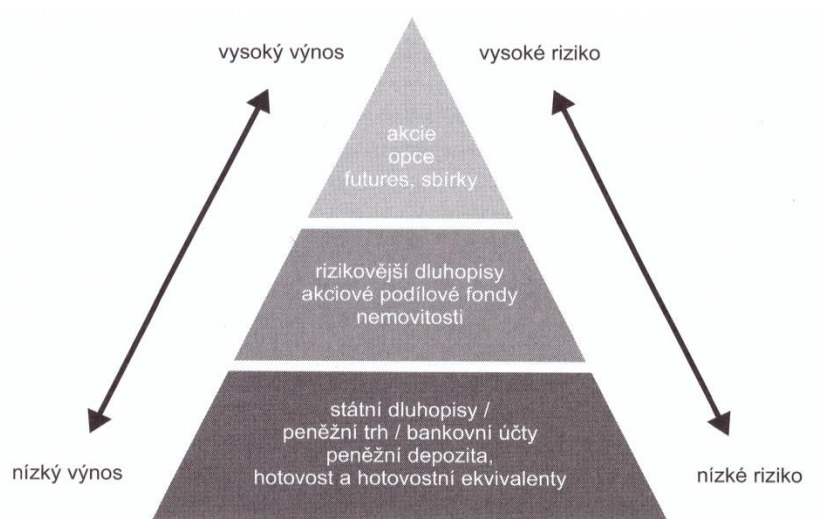 vysoký výnos
vysoké riziko
akcie
opce
futures, sbírky
rizikovější dluhopisy
akciové podílové fondy
nemovitosti
státní dluhopisy /
peněžní trh / bankovní účty
peněžní depozita,
hotovost a hotovostní ekvivalenty
nízký výnos
nízké riziko